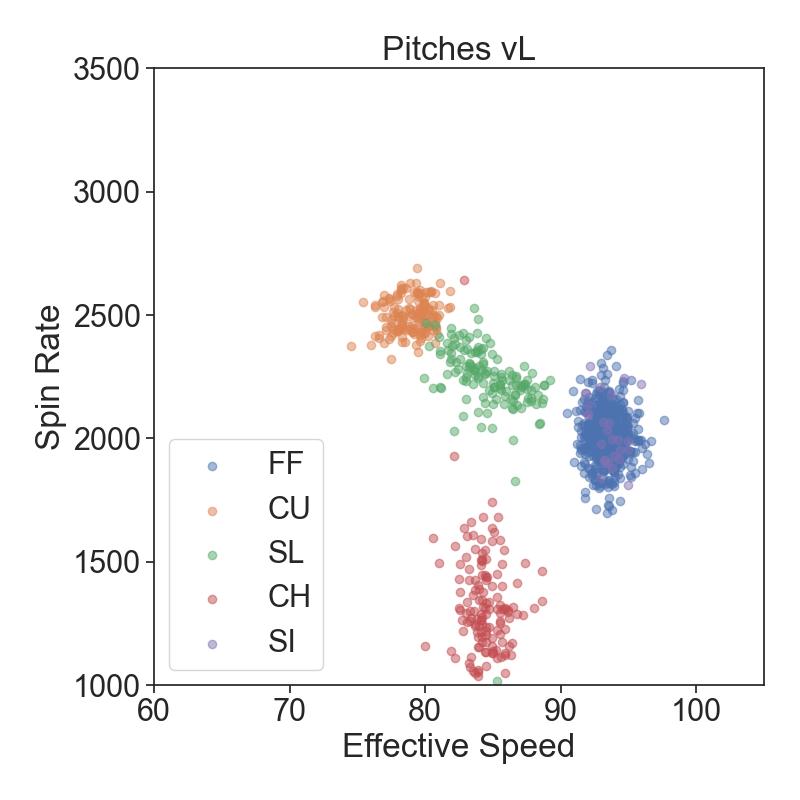 Pitches vL
3500
3000
2500
2000
1500
1000
Spin Rate
FF
CU
SL
CH
SI
60 70 80 90 100
Effective Speed